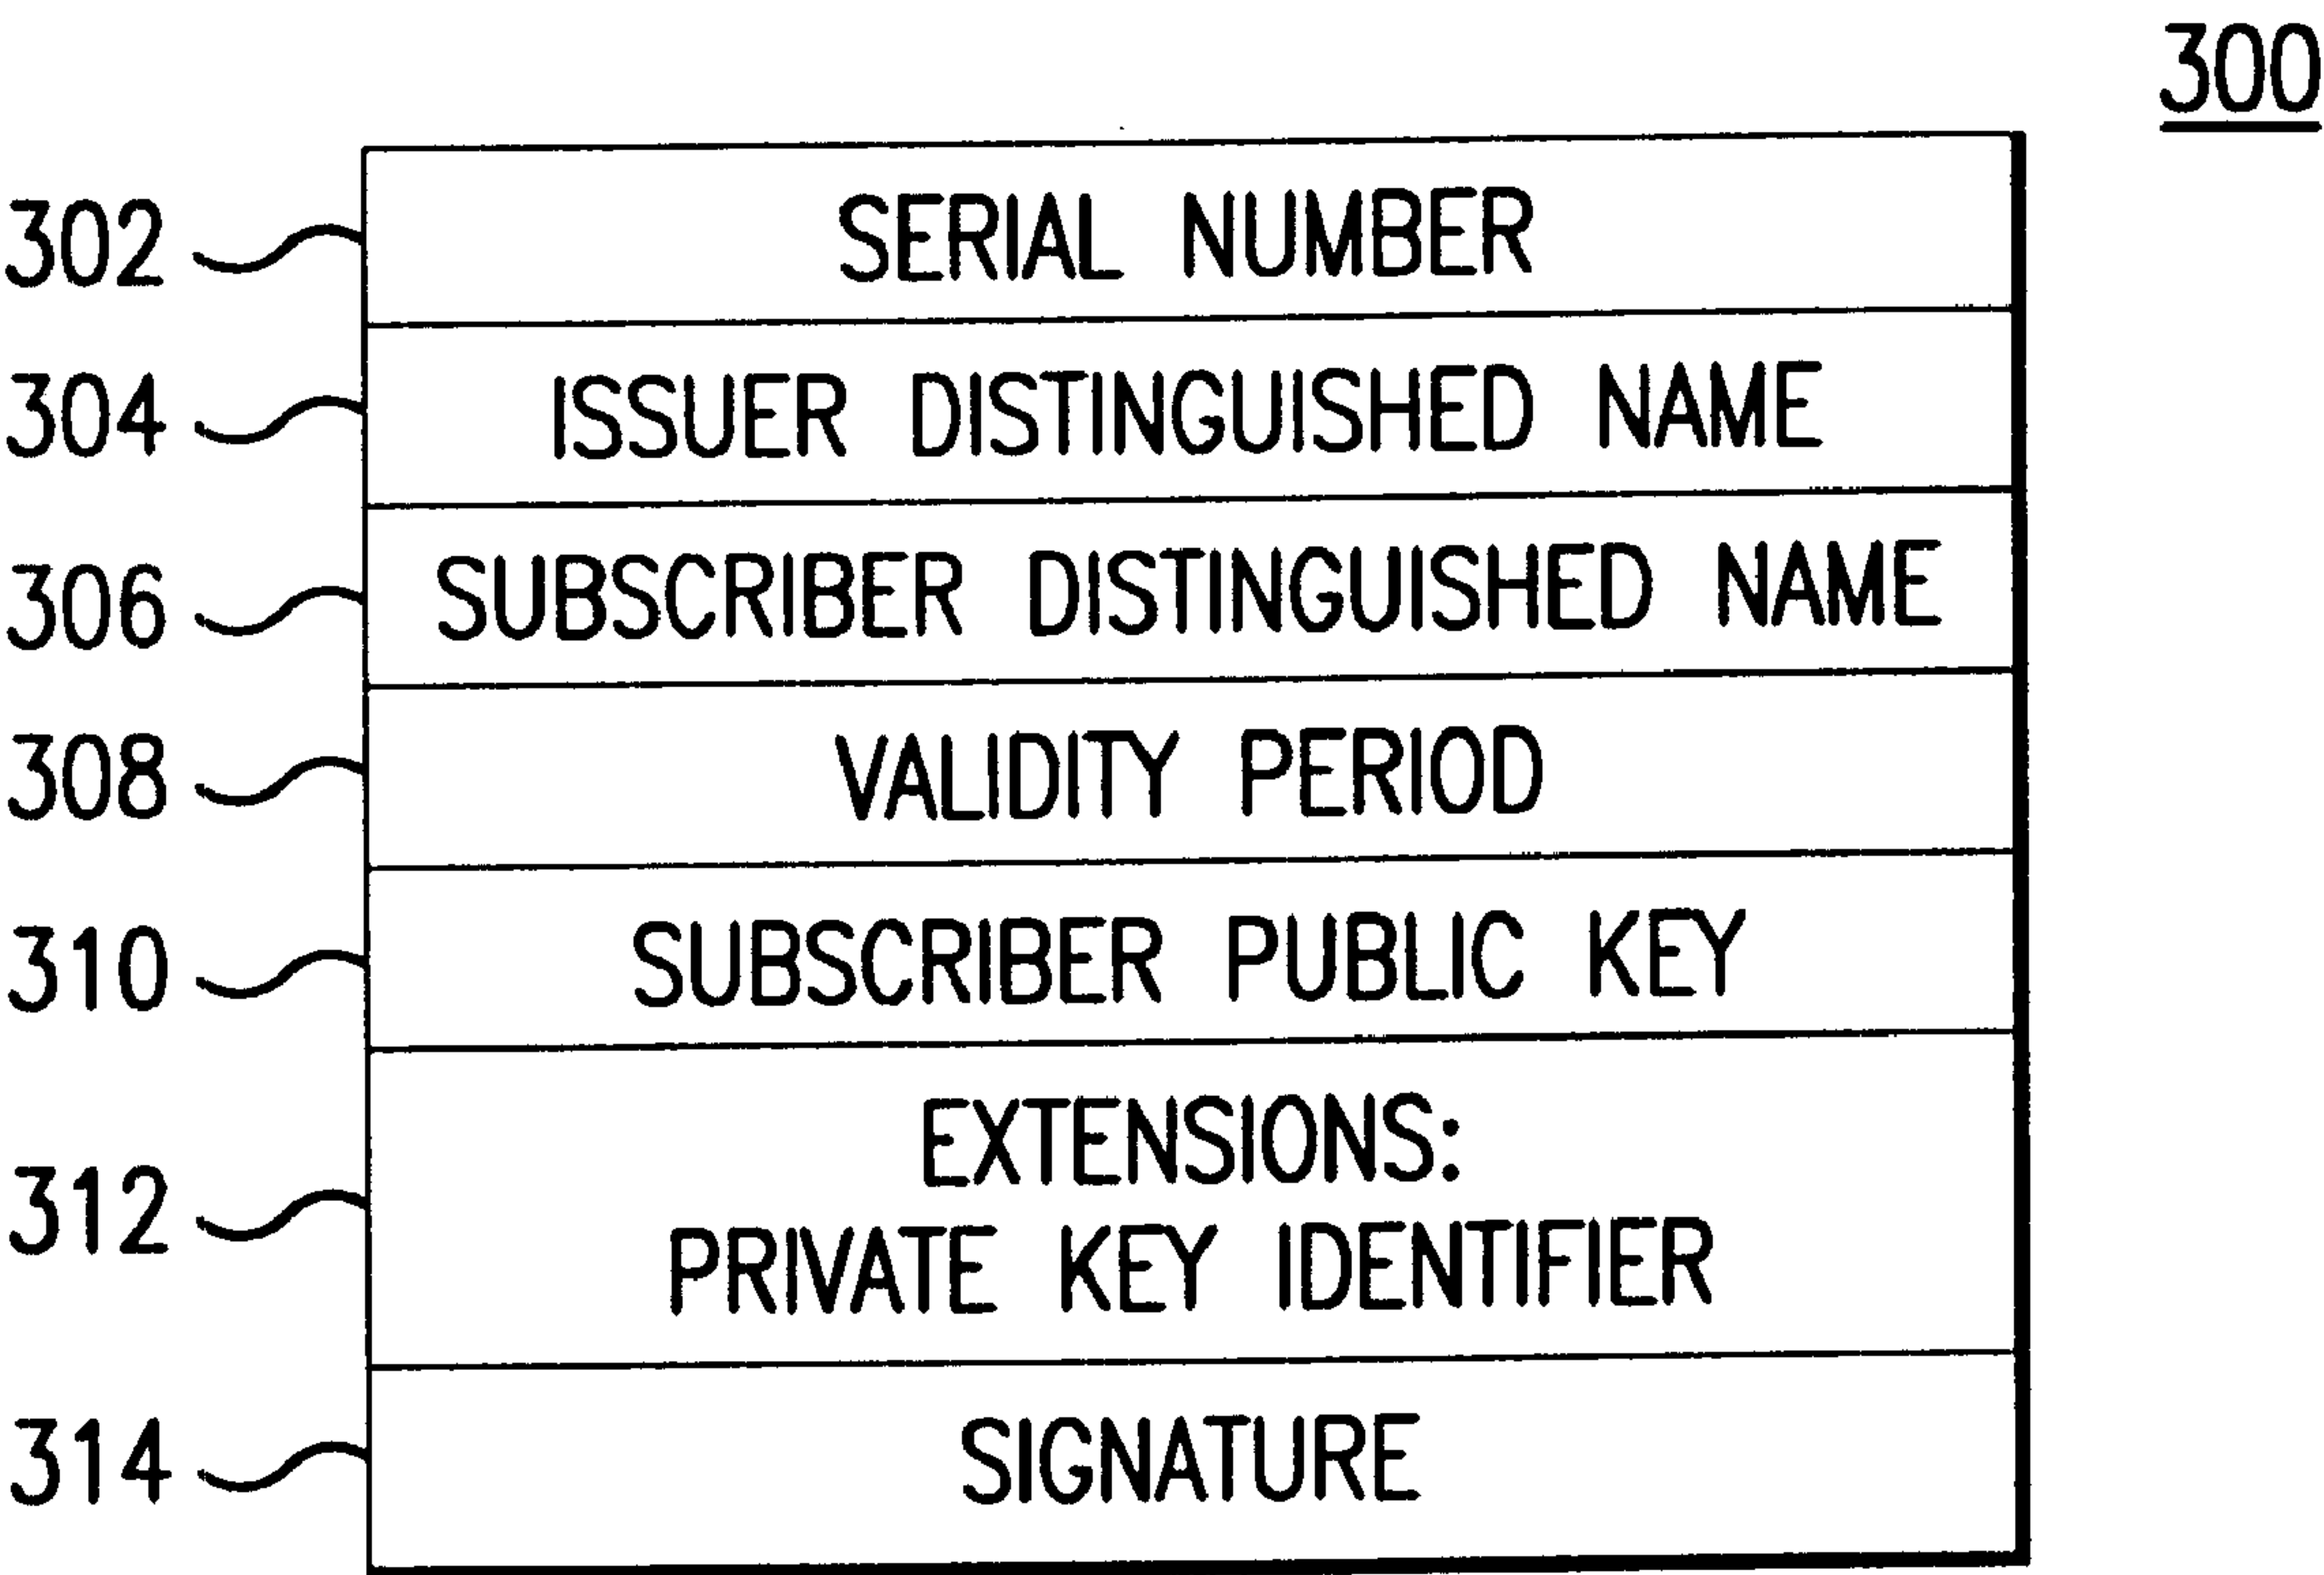 300
302 SERIAL NUMBER
304 ISSUER DISTINGUISHED NAME
306 SUBSCRIBER DISTINGUISHED NAME
308 VALIDITY PERIOD
310 SUBSCRIBER PUBLIC KEY
EXTENSIONS:
312
PRIVATE KEY IDENTIFIER
314 SIGNATURE